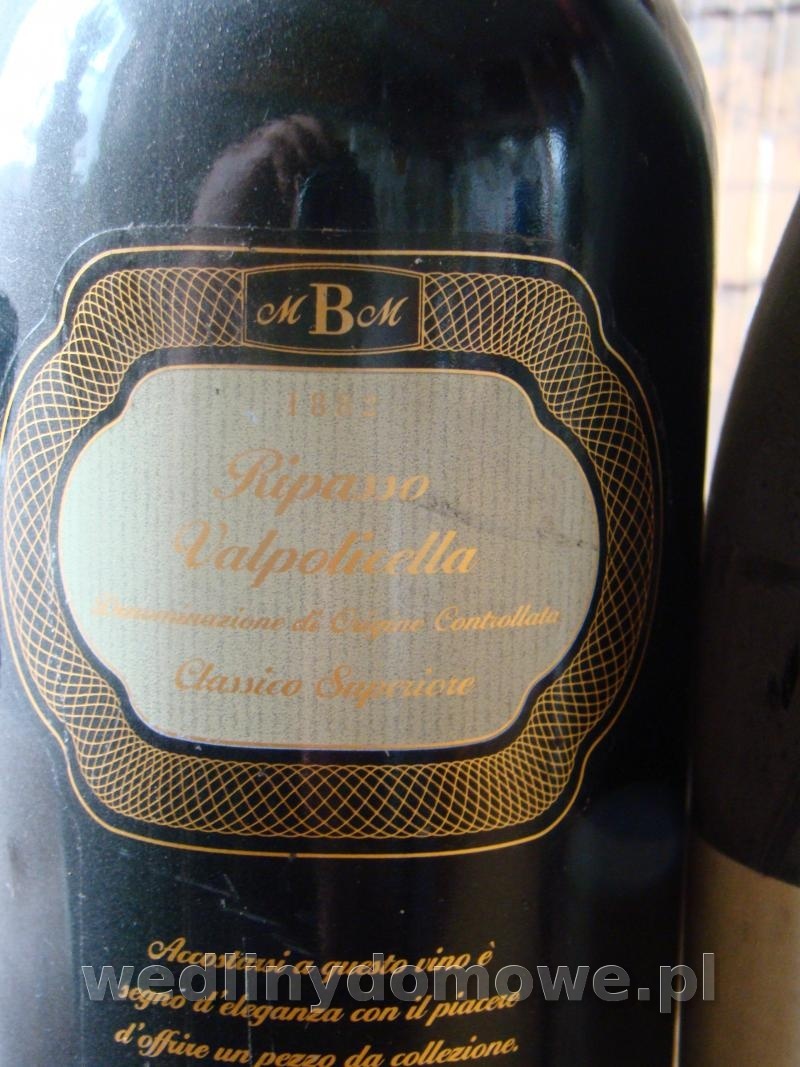 M B M
1882
Ripasso
Valpolicella
Denominazione di Origine Controllata
Classico Superiore
Accostarsi a questo vino è
segno d'eleganza con il piacere
d'offrire un pezzo da collezione.
wedlinydomowe.pl